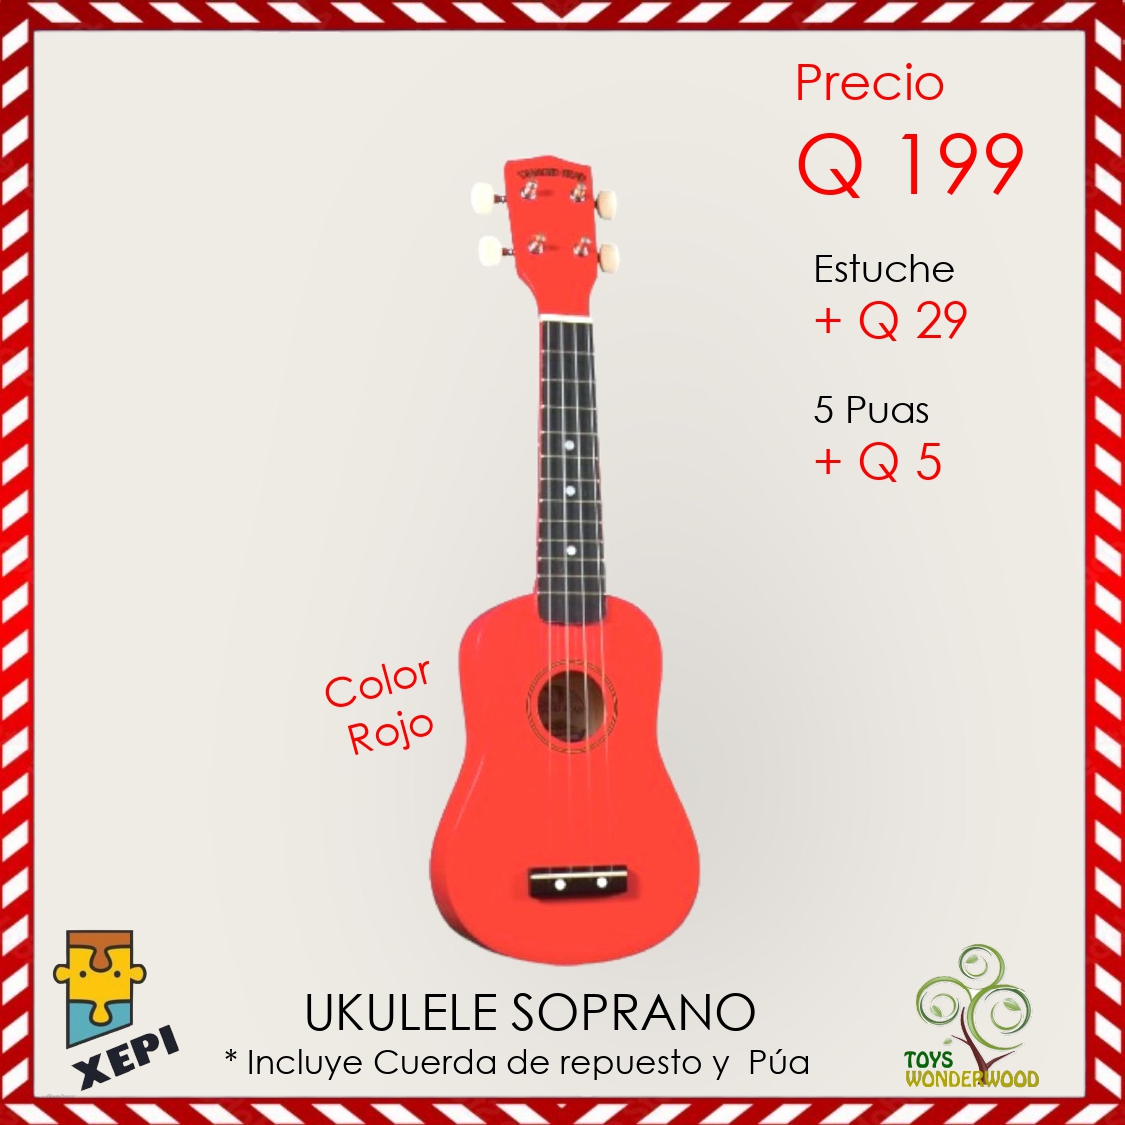 Precio
Q 199
Estuche
+ Q 29
5 Puas
+ Q 5
Color
Rojo
UKULELE SOPRANO
* Incluye Cuerda de repuesto y Púa
XEPI
TOYS
WONDERWOOD